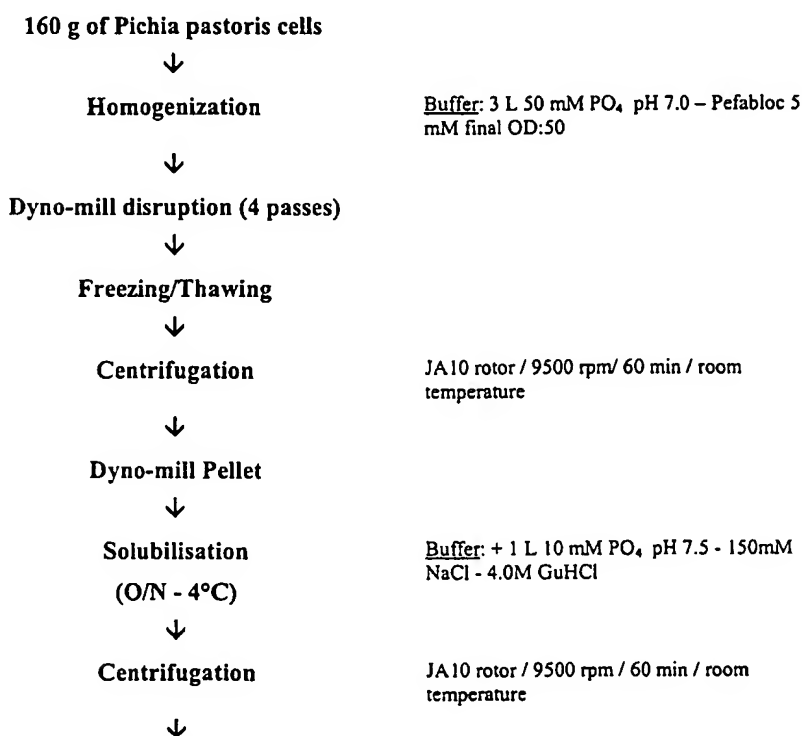 160 g of Pichia pastoris cells
↓
Homogenization
Buffer: 3 L 50 mM PO₄ pH 7.0 – Pefabloc 5
mM final OD:50
↓
Dyno-mill disruption (4 passes)
↓
Freezing/Thawing
↓
Centrifugation
JA10 rotor / 9500 rpm/ 60 min / room
temperature
↓
Dyno-mill Pellet
↓
Solubilisation
(O/N - 4°C)
Buffer: + 1 L 10 mM PO₄ pH 7.5 - 150mM
NaCl - 4.0M GuHCl
↓
Centrifugation
JA10 rotor / 9500 rpm / 60 min / room
temperature
↓